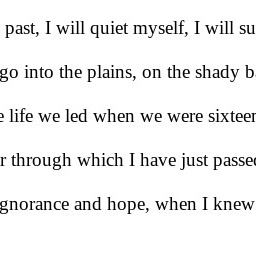 past, I will quiet myself, I will su
go into the plains, on the shady b
life we led when we were sixteen
through which I have just passed
gnorance and hope, when I knew